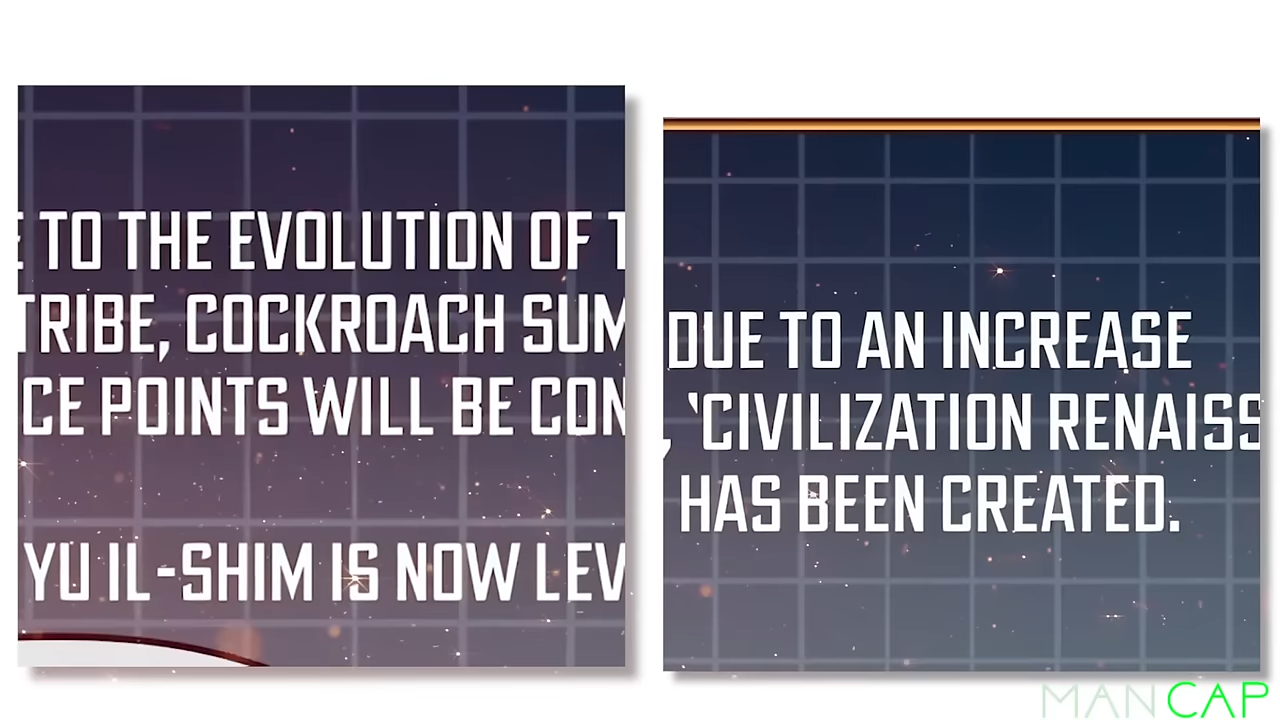 E TO THE EVOLUTION OF T
TRIBE, COCKROACH SUM
CE POINTS WILL BE CON
YU IL-SHIM IS NOW LEV
DUE TO AN INCREASE
, ‘CIVILIZATION RENAISS
HAS BEEN CREATED.
MANCAP